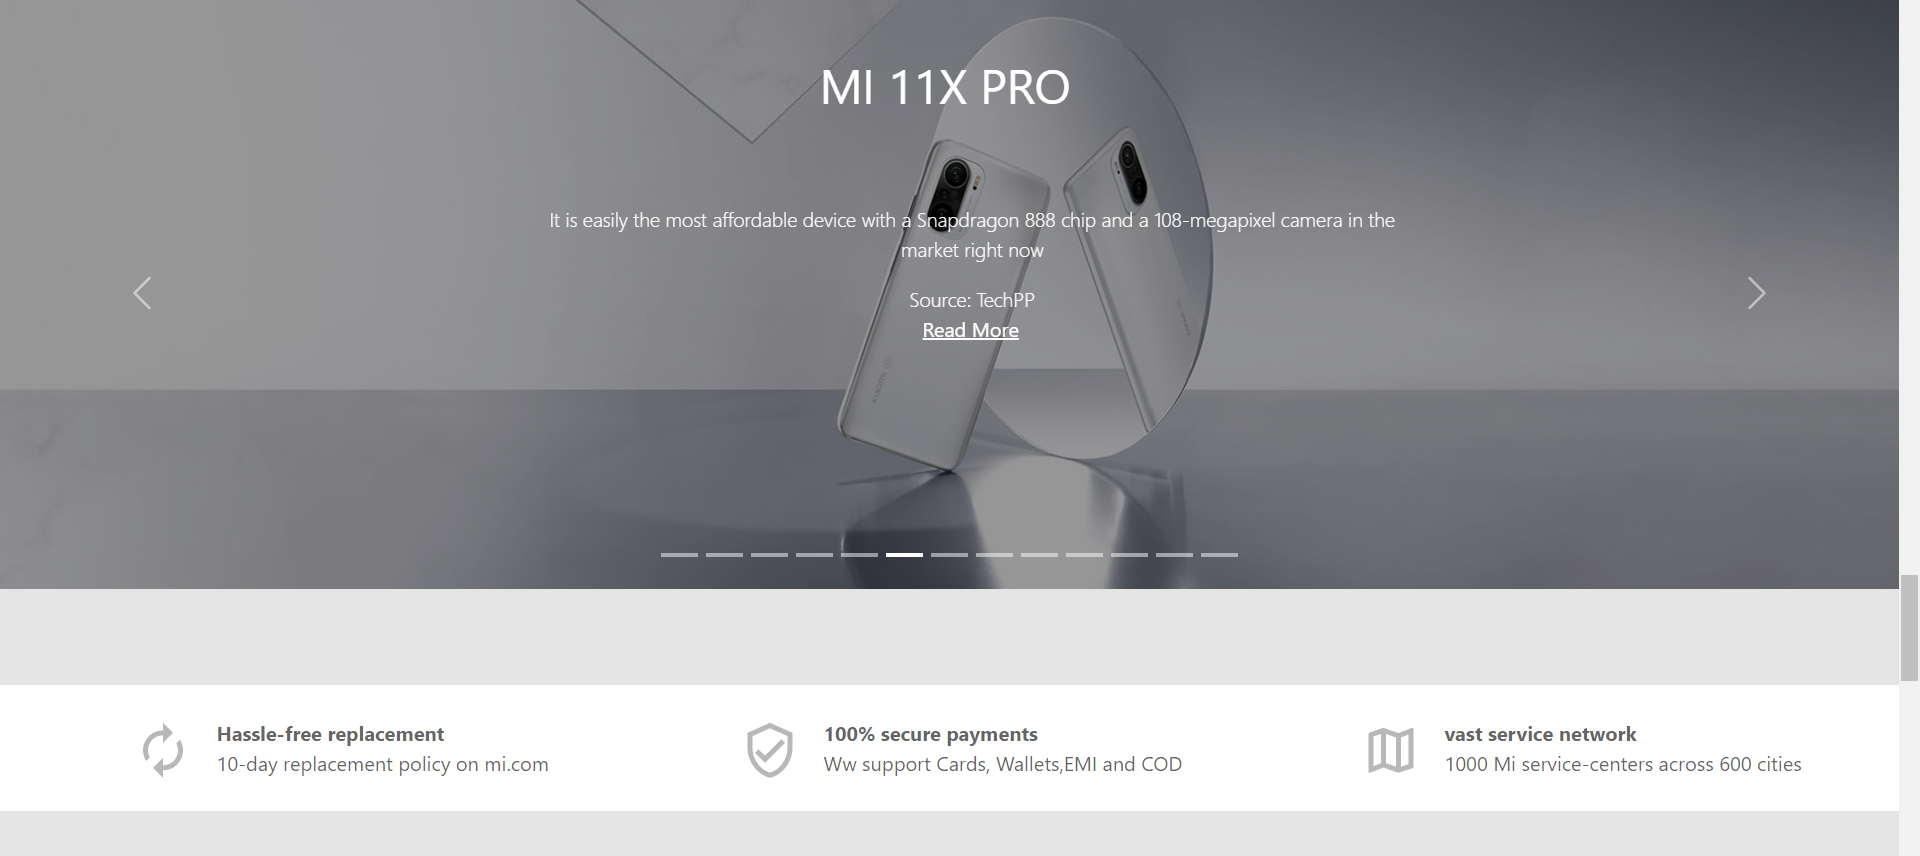 MI 11X PRO
It is easily the most affordable device with a Snapdragon 888 chip and a 108-megapixel camera in the
market right now
Source: TechPP
Read More
Hassle-free replacement
10-day replacement policy on mi.com
100% secure payments
Ww support Cards, Wallets,EMI and COD
vast service network
1000 Mi service-centers across 600 cities